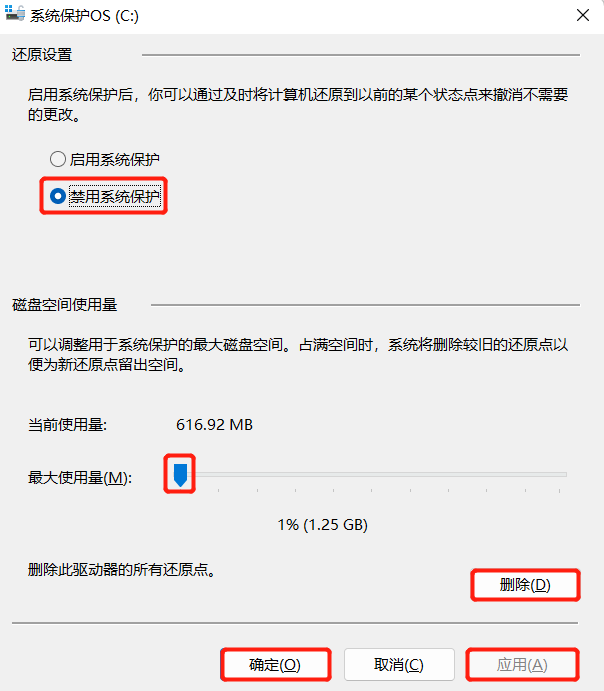 系统保护OS (C:)
还原设置
启用系统保护后，你可以通过及时将计算机还原到以前的某个状态点来撤消不需要
的更改。
启用系统保护
禁用系统保护
磁盘空间使用量
可以调整用于系统保护的最大磁盘空间。占满空间时，系统将删除较旧的还原点以
便为新还原点留出空间。
当前使用量: 616.92 MB
最大使用量(M):
1% (1.25 GB)
删除此驱动器的所有还原点。
删除(D)
确定(O) 取消(C) 应用(A)